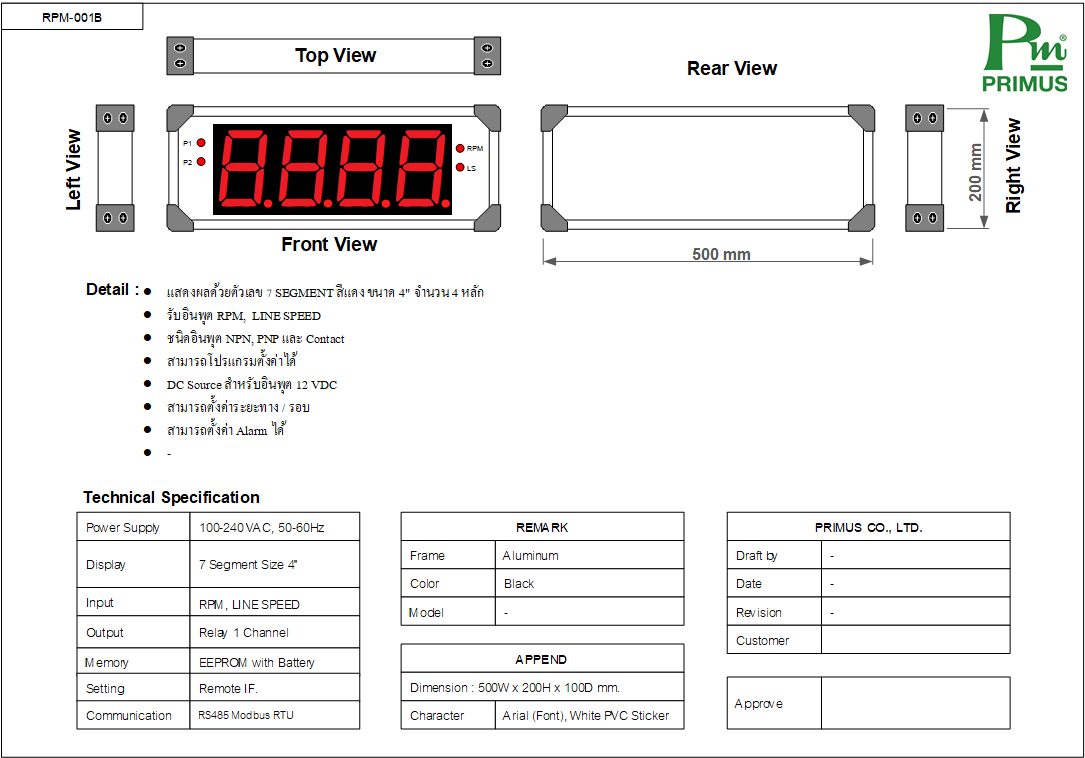 RPM-001B
Pm®
PRIMUS
Top View
Rear View
Left View
P1
P2
8.8.8.8.
RPM
LS
Front View
200 mm
Right View
500 mm
Detail :
● แสดงผลด้วยตัวเลข 7 SEGMENT สีแดง ขนาด 4" จำนวน 4 หลัก
● รับอินพุต RPM, LINE SPEED
● ชนิดอินพุต NPN, PNP และ Contact
● สามารถโปรแกรมตั้งค่าได้
● DC Source สำหรับอินพุต 12 VDC
● สามารถตั้งค่าระยะทาง / รอบ
● สามารถตั้งค่า Alarm ได้
● -
Technical Specification
Power Supply 100-240 VAC, 50-60Hz
Display 7 Segment Size 4"
Input RPM, LINE SPEED
Output Relay 1 Channel
Memory EEPROM with Battery
Setting Remote IF.
Communication RS485 Modbus RTU
REMARK
Frame Aluminum
Color Black
Model -
APPEND
Dimension : 500W x 200H x 100D mm.
Character Arial (Font), White PVC Sticker
PRIMUS CO., LTD.
Draft by -
Date -
Revision -
Customer
Approve